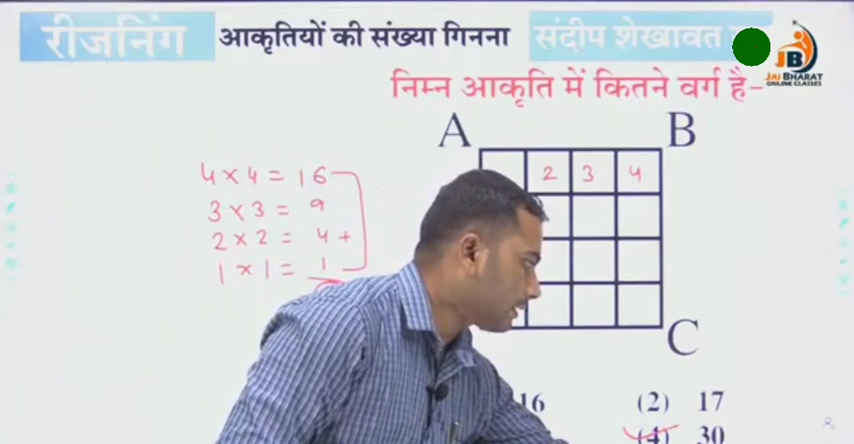 रीजनिंग आकृतियों की संख्या गिनना संदीप शेखावत
JB
JAI BHARAT
ONLINE CLASSES
निम्न आकृति में कितने वर्ग है-
A B
2 3 4
4 × 4 = 16
3 × 3 = 9
2 × 2 = 4 +
1 × 1 = 1
C
16 (2) 17
(4) 30